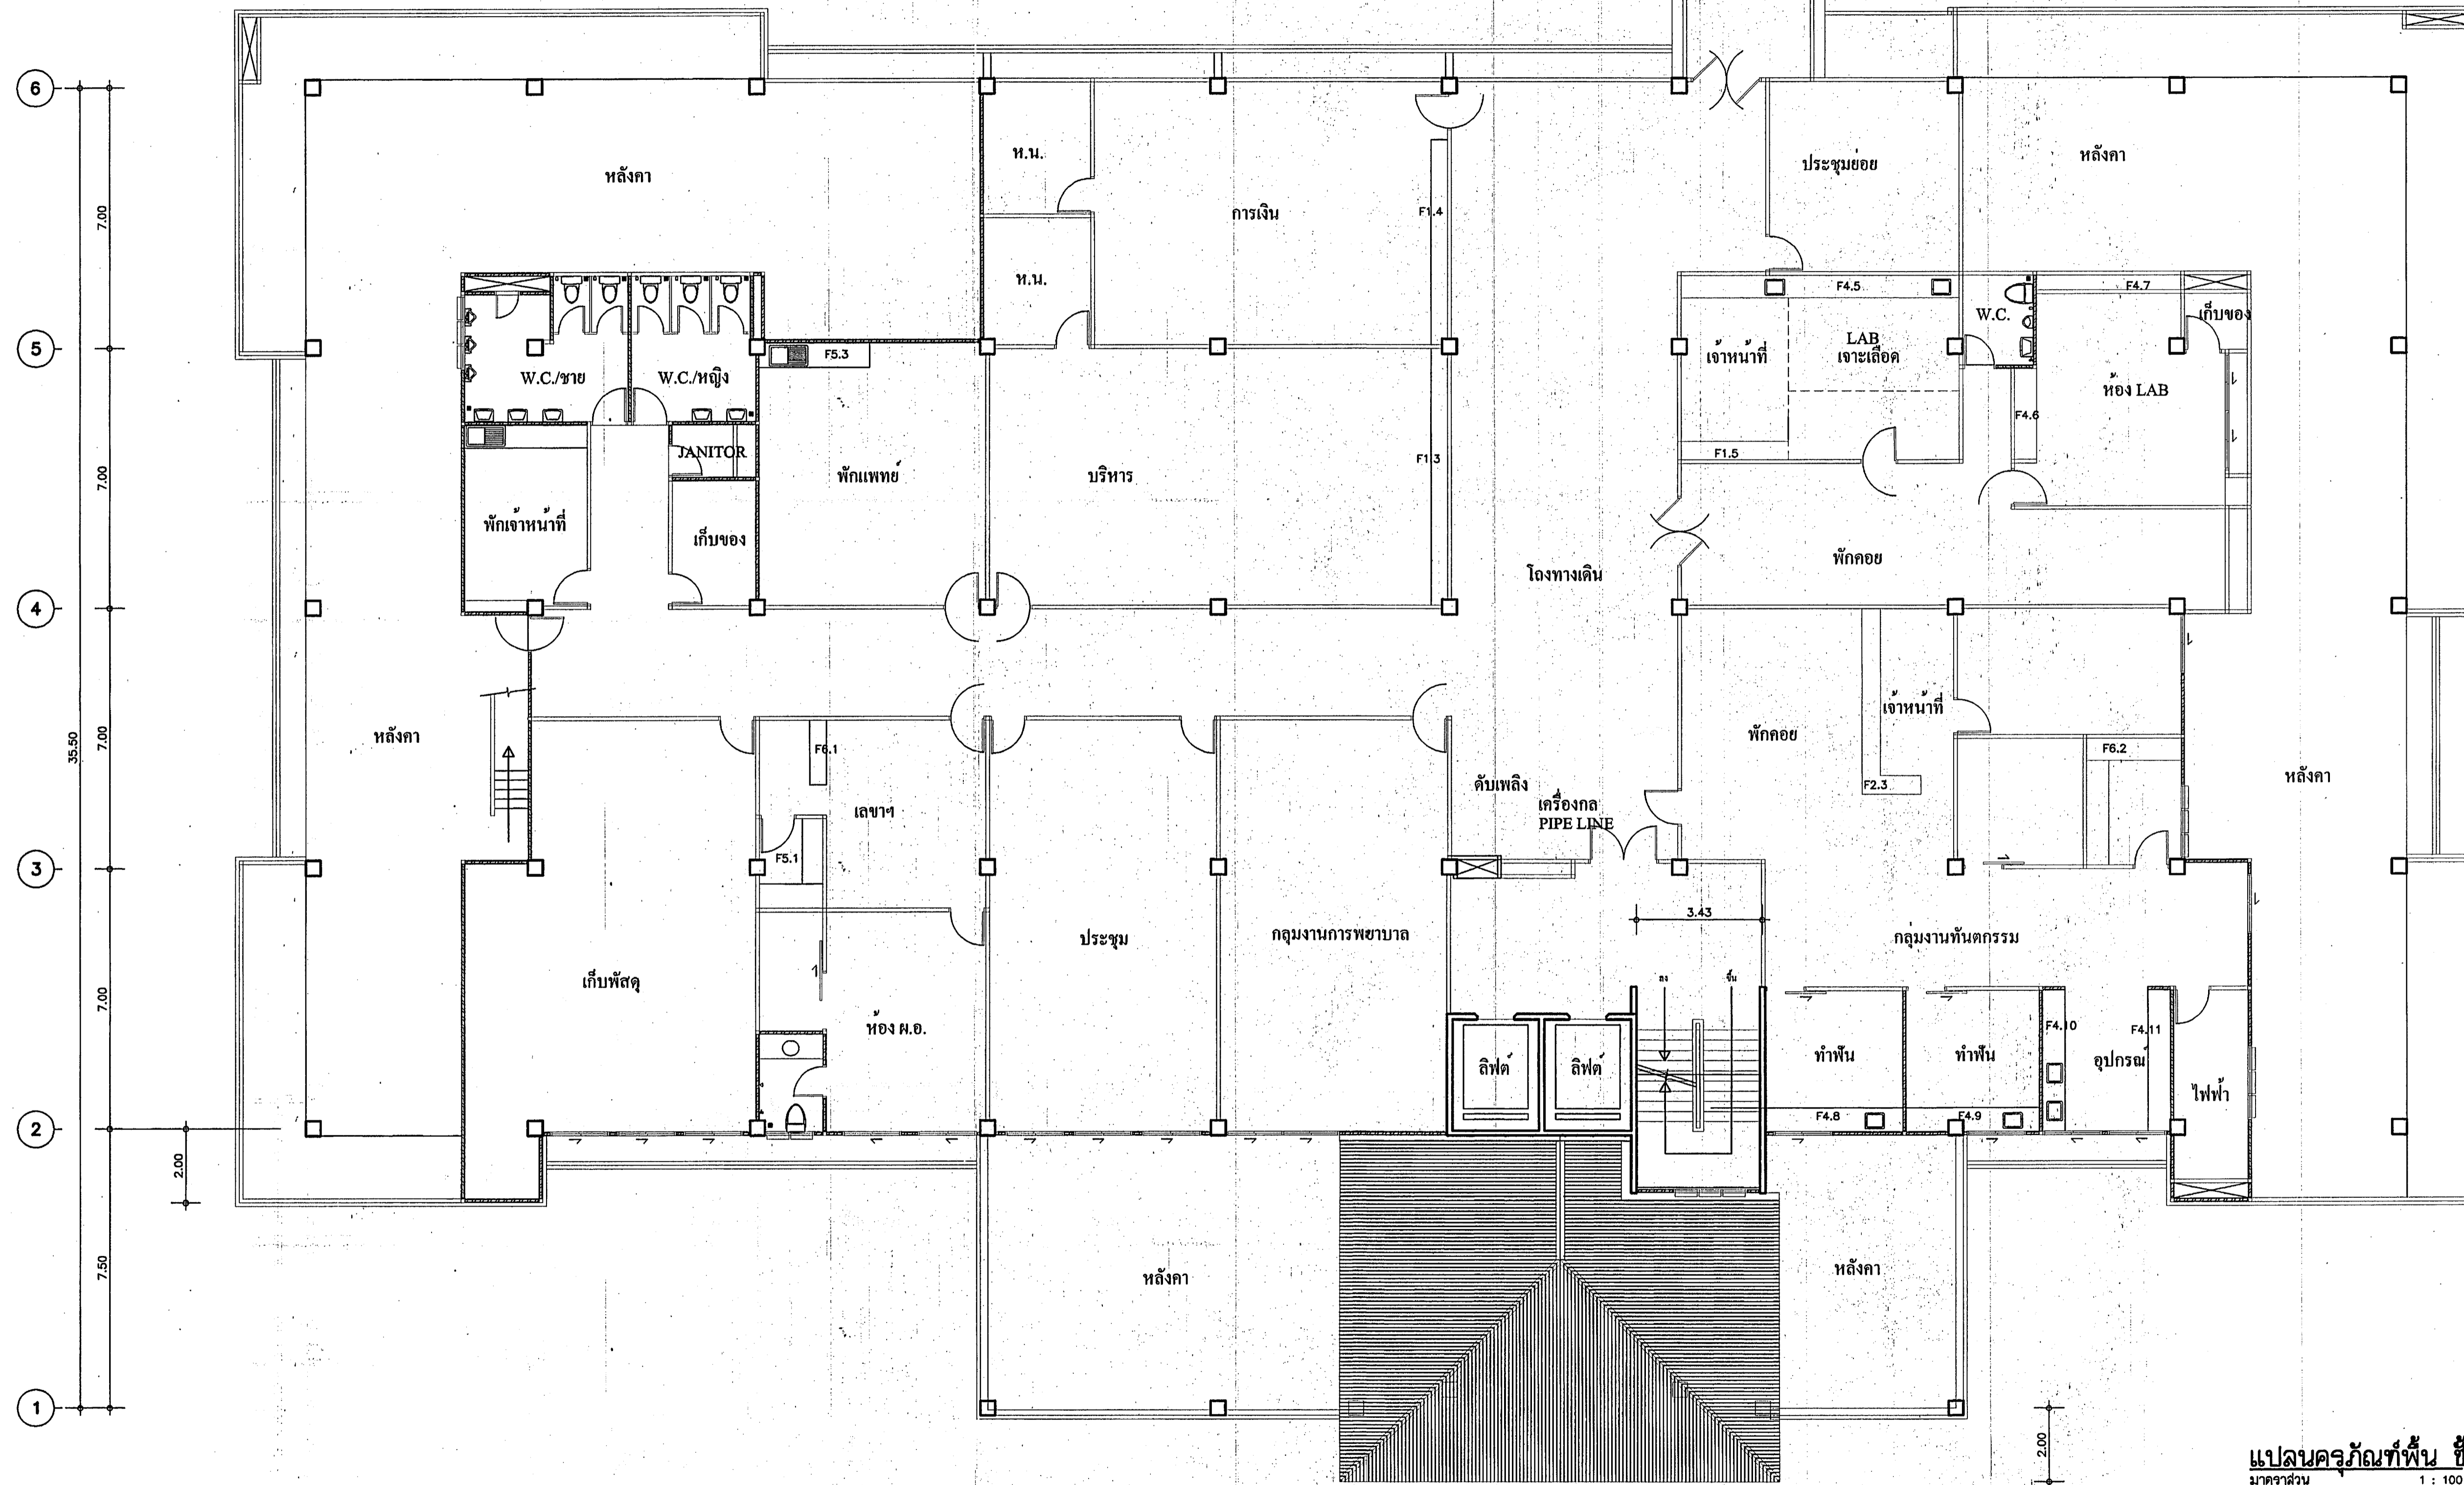 6
5
4
3
2
1
7.00
7.00
7.00
7.00
7.50
35.50
2.00
หลังคา
ห.น.
ห.น.
การเงิน
F1.4
ประชุมย่อย
หลังคา
W.C./ชาย
W.C./หญิง
F5.3
JANITOR
พักเจ้าหน้าที่
เก็บของ
พักแพทย์
บริหาร
F1.3
โถงทางเดิน
เจ้าหน้าที่
F4.5
LAB
เจาะเลือด
F1.5
W.C.
F4.6
F4.7
เก็บของ
ห้อง LAB
พักคอย
หลังคา
F6.1
เลขาฯ
F5.1
เก็บพัสดุ
ห้อง ผ.อ.
ประชุม
กลุ่มงานการพยาบาล
ดับเพลิง
เครื่องกล
PIPE LINE
3.43
ลง
ขึ้น
ลิฟต์
ลิฟต์
พักคอย
เจ้าหน้าที่
F2.3
F6.2
หลังคา
กลุ่มงานทันตกรรม
ทำฟัน
ทำฟัน
F4.8
F4.9
F4.10
F4.11
อุปกรณ์
ไฟฟ้า
หลังคา
หลังคา
2.00
แปลนครุภัณฑ์พื้น
มาตราส่วน 1 : 100